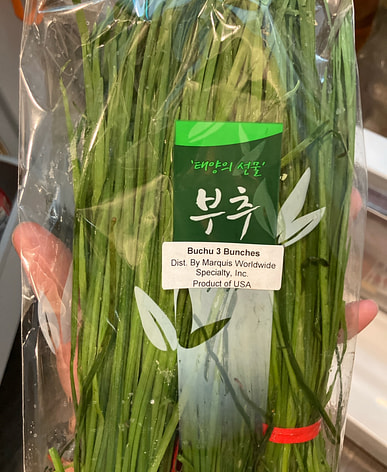 '태양의 선물'
부추
Buchu 3 Bunches
Dist. By Marquis Worldwide
Specialty, Inc.
Product of USA